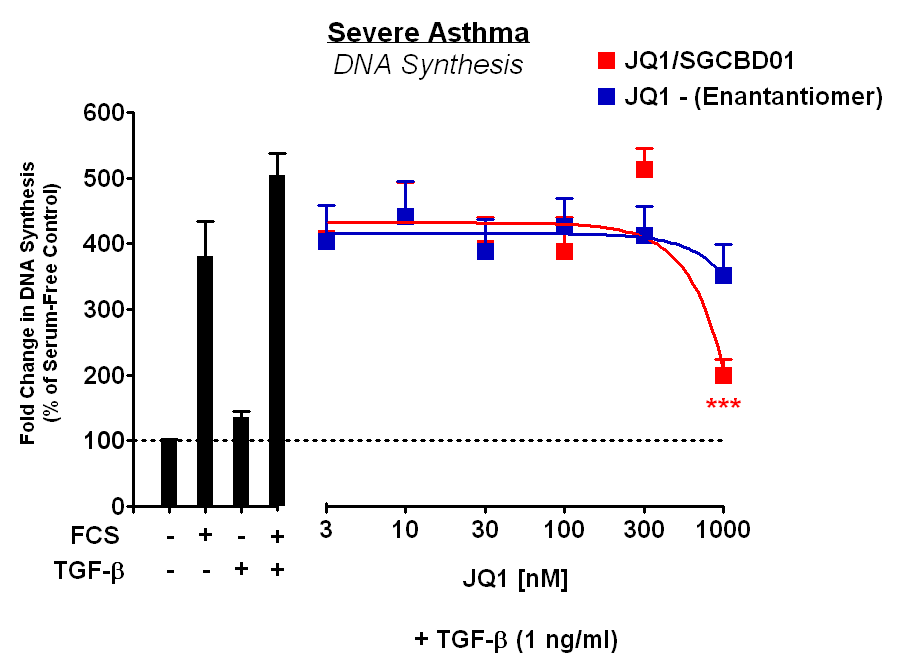 Severe Asthma
DNA Synthesis
JQ1/SGCBD01
JQ1 - (Enantantiomer)
Fold Change in DNA Synthesis
(% of Serum-Free Control)
600
500
400
300
200
100
0
3 10 30 100 300 1000
***
FCS - + - +
TGF-β - - + +
JQ1 [nM]
+ TGF-β (1 ng/ml)